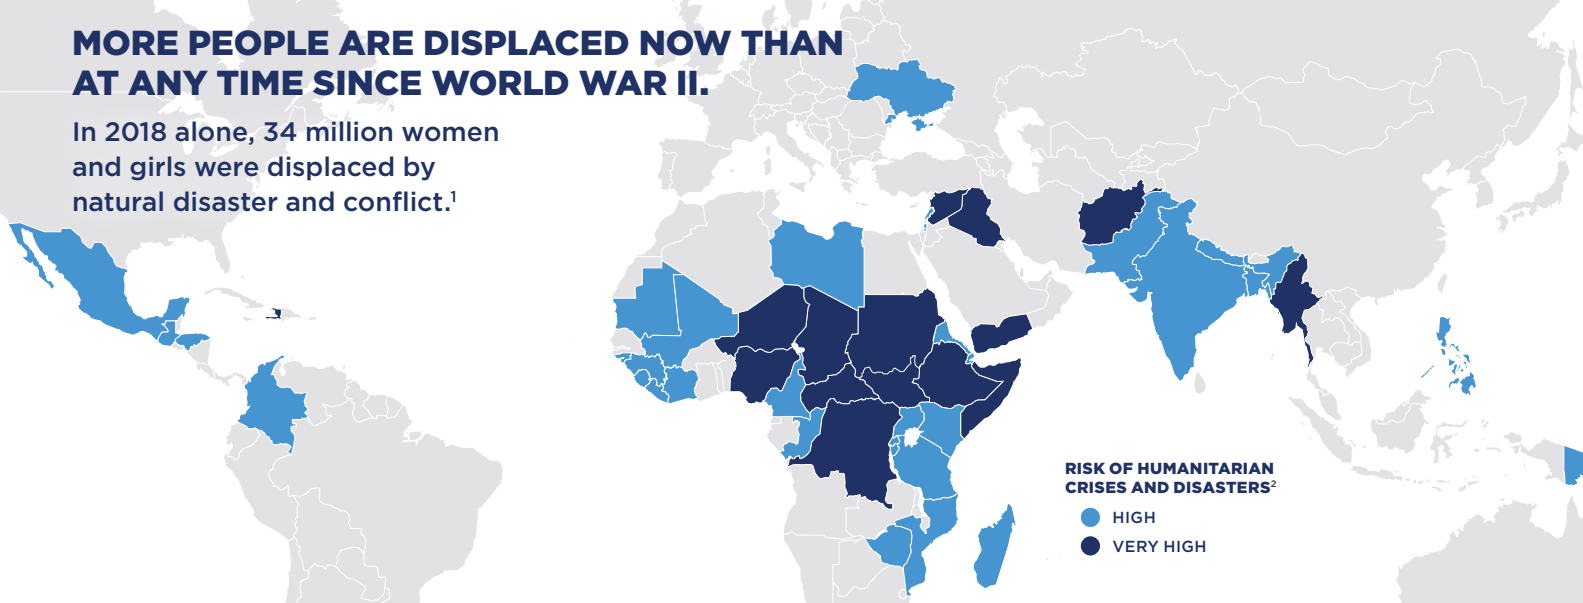 MORE PEOPLE ARE DISPLACED NOW THAN
AT ANY TIME SINCE WORLD WAR II.
In 2018 alone, 34 million women
and girls were displaced by
natural disaster and conflict.¹
RISK OF HUMANITARIAN
CRISES AND DISASTERS²
HIGH
VERY HIGH